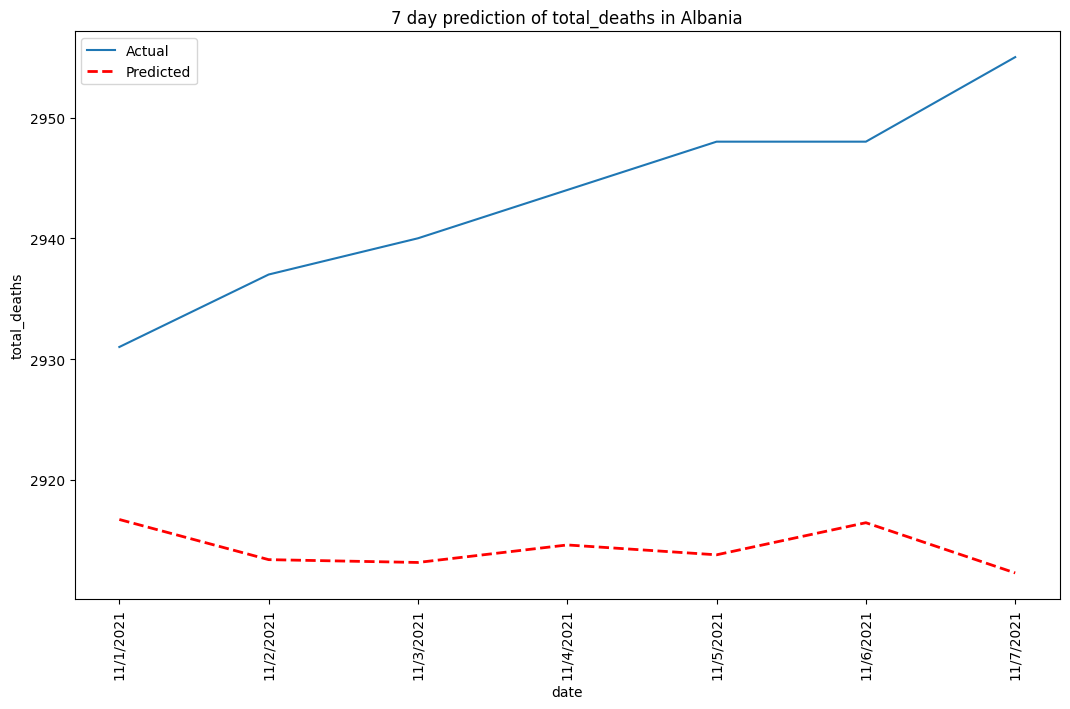 7 day prediction of total_deaths in Albania
Actual
Predicted
total_deaths
2950
2940
2930
2920
11/1/2021
11/2/2021
11/3/2021
11/4/2021
11/5/2021
11/6/2021
11/7/2021
date